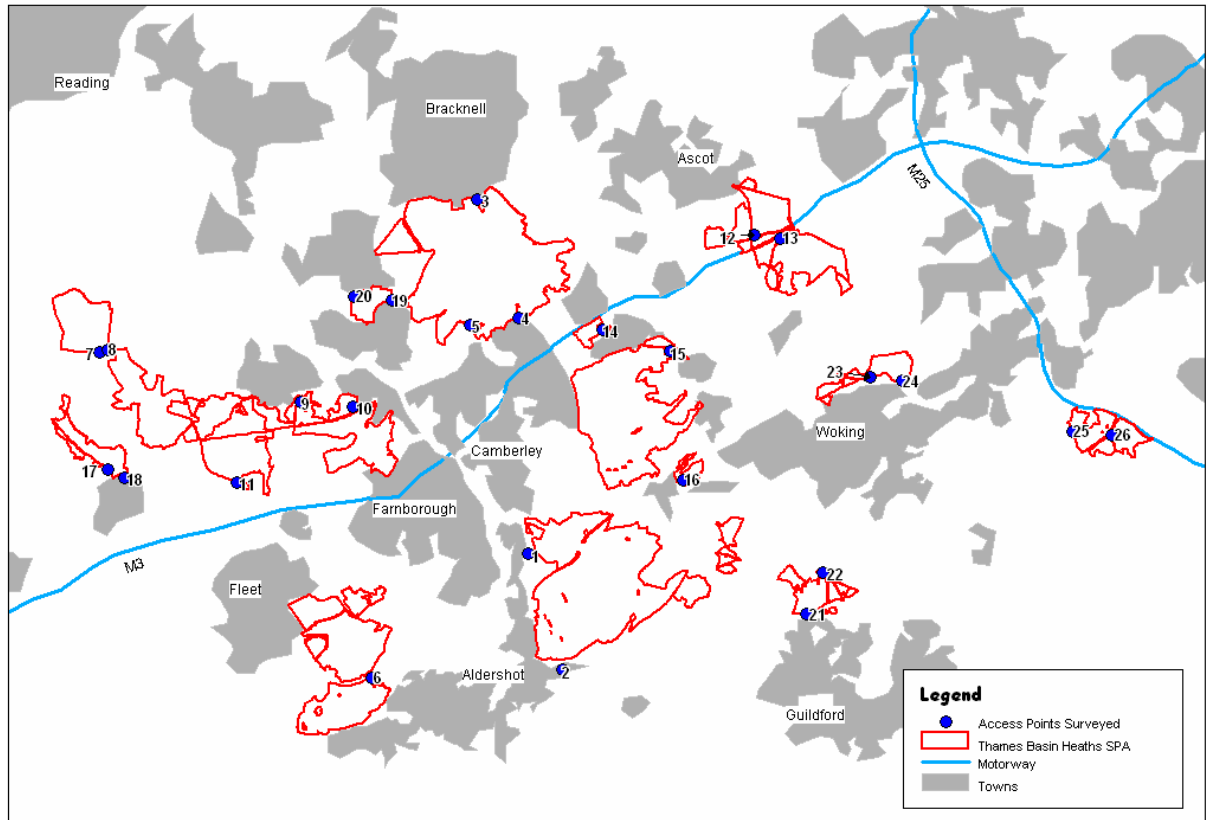 Reading
Bracknell
Ascot
M25
3
12
13
20
19
5
4
14
7
8
15
23
24
9
10
Woking
25
26
Camberley
17
18
11
16
Farnborough
M3
1
Fleet
22
21
6
Aldershot
2
Guildford
Legend
Access Points Surveyed
Thames Basin Heaths SPA
Motorway
Towns